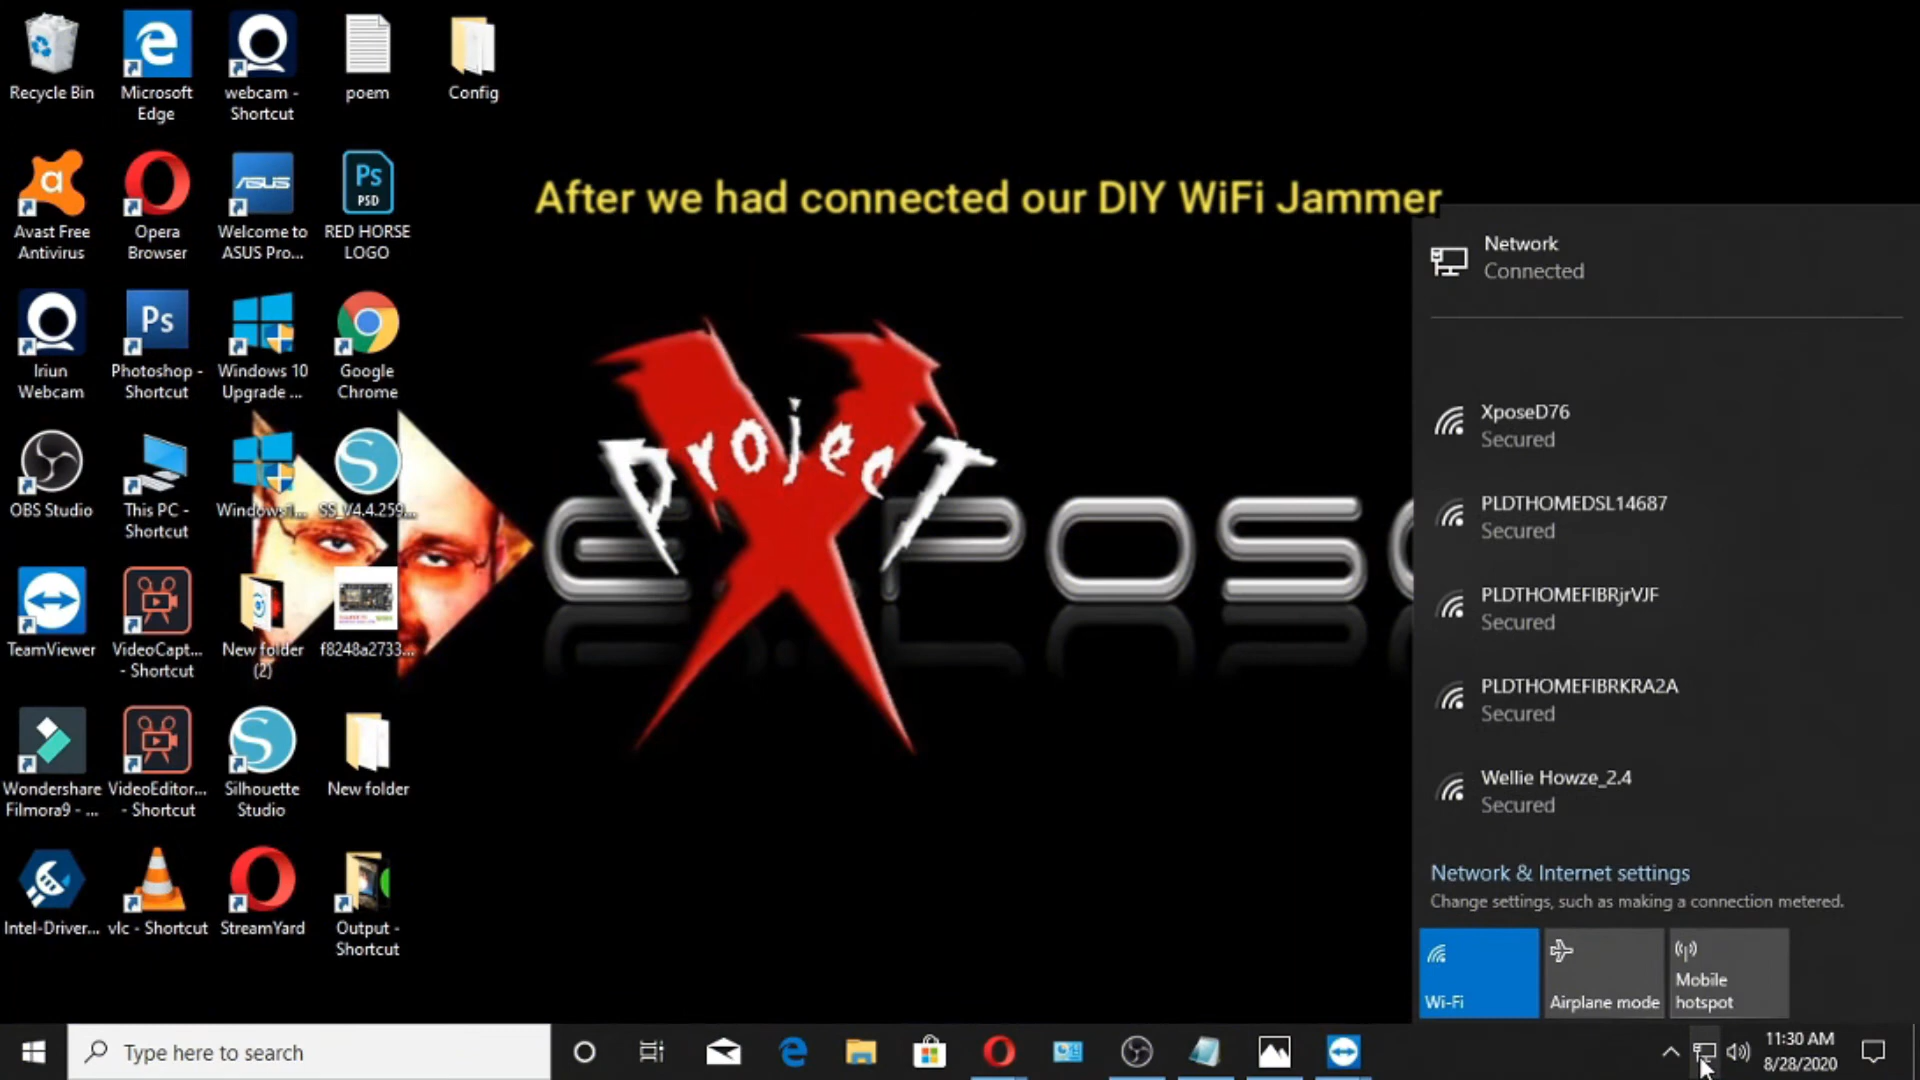 Recycle Bin
Microsoft
Edge
webcam -
Shortcut
poem
Config
Avast Free
Antivirus
Opera
Browser
Welcome to
ASUS Pro...
RED HORSE
LOGO
After we had connected our DIY WiFi Jammer
Iriun
Webcam
Photoshop -
Shortcut
Windows 10
Upgrade ...
Google
Chrome
OBS Studio
This PC -
Shortcut
SS_V4.4.259...
project
X
EXPOS
TeamViewer
VideoCapt...
- Shortcut
New folder
(2)
f8248a2733...
Wondershare
Filmora9 - ...
VideoEditor...
- Shortcut
Silhouette
Studio
New folder
Intel-Driver...
vlc - Shortcut
StreamYard
Output -
Shortcut
Network
Connected
XposeD76
Secured
PLDTHOMEDSL14687
Secured
PLDTHOMEFIBRjrVJF
Secured
PLDTHOMEFIBRKRA2A
Secured
Wellie Howze_2.4
Secured
Network & Internet settings
Change settings, such as making a connection metered.
Wi-Fi
Airplane mode
Mobile
hotspot
Type here to search
11:30 AM
8/28/2020